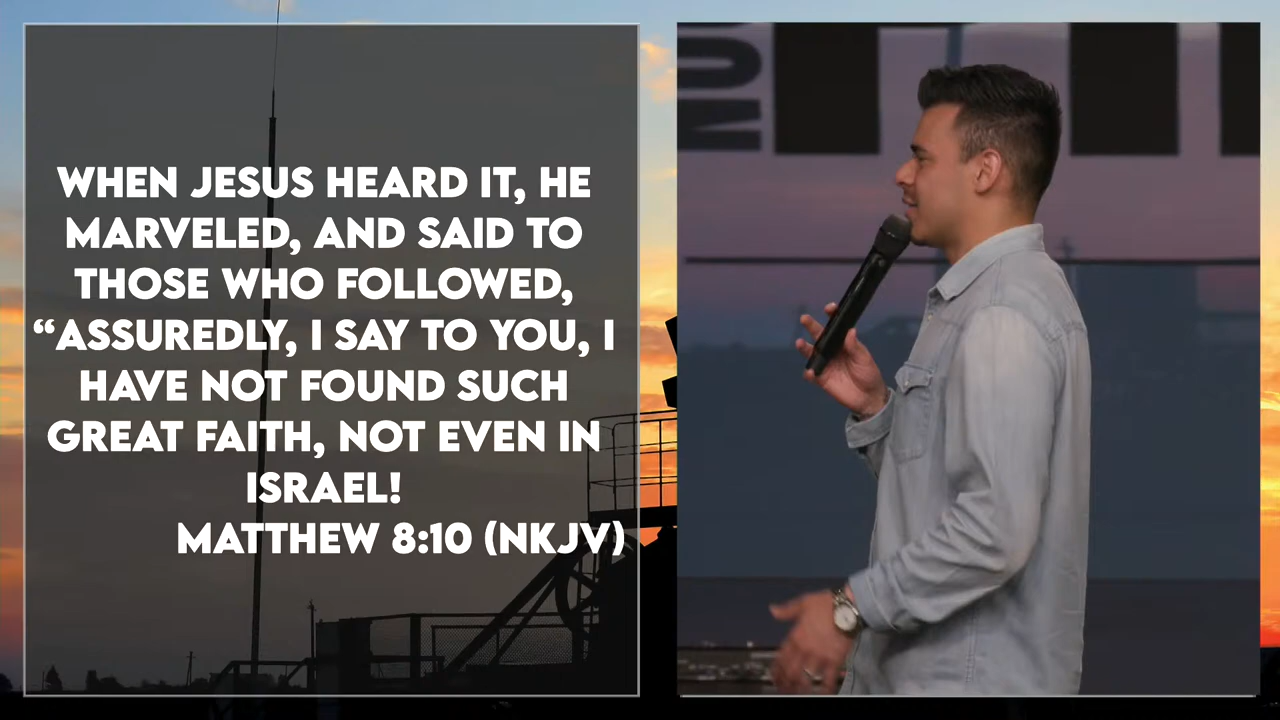 WHEN JESUS HEARD IT, HE
MARVELED, AND SAID TO
THOSE WHO FOLLOWED,
“ASSUREDLY, I SAY TO YOU, I
HAVE NOT FOUND SUCH
GREAT FAITH, NOT EVEN IN
ISRAEL!
MATTHEW 8:10 (NKJV)